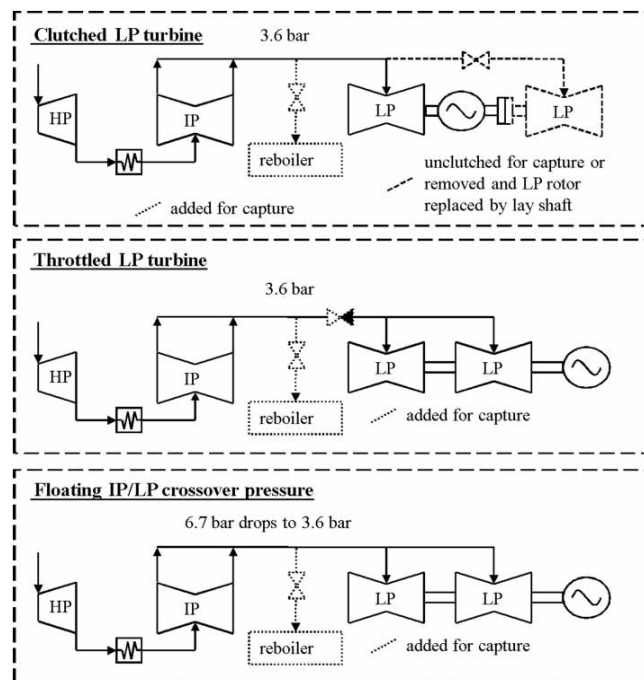 Clutched LP turbine
3.6 bar
HP
IP
LP
LP
reboiler
unclutched for capture or
removed and LP rotor
replaced by lay shaft
added for capture
Throttled LP turbine
3.6 bar
HP
IP
LP
LP
reboiler
added for capture
Floating IP/LP crossover pressure
6.7 bar drops to 3.6 bar
HP
IP
LP
LP
reboiler
added for capture